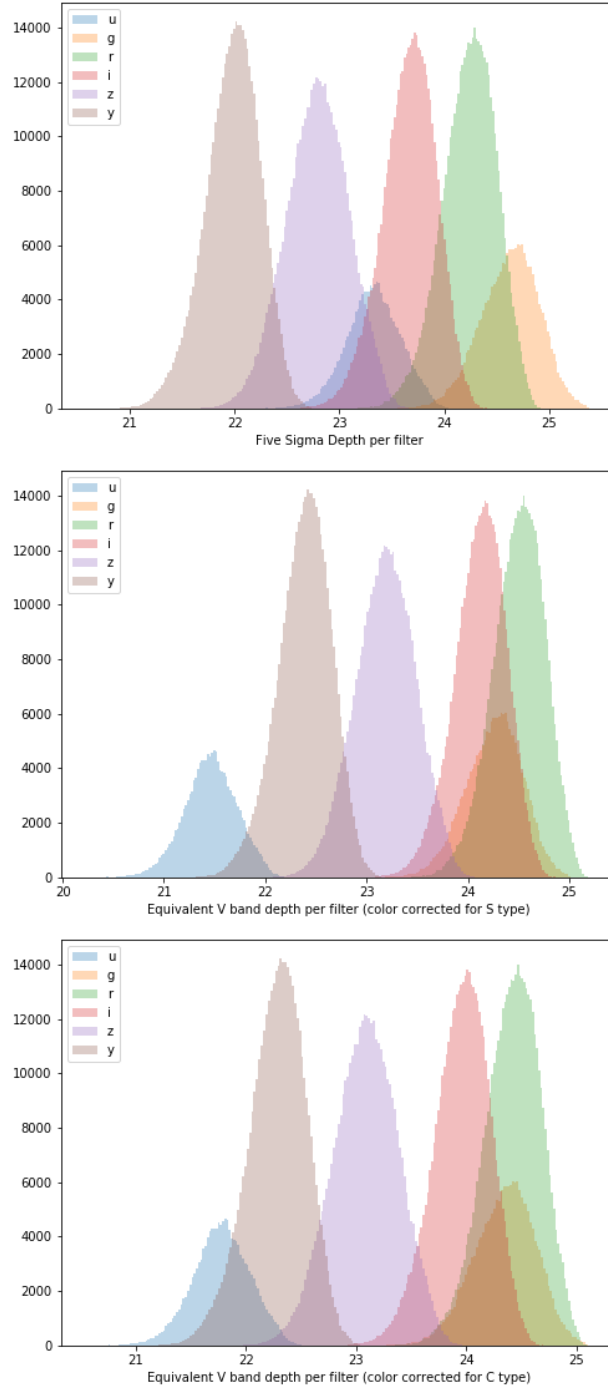 14000
12000
10000
8000
6000
4000
2000
0
u
g
r
i
z
y
21 22 23 24 25
Five Sigma Depth per filter
14000
12000
10000
8000
6000
4000
2000
0
u
g
r
i
z
y
20 21 22 23 24 25
Equivalent V band depth per filter (color corrected for S type)
14000
12000
10000
8000
6000
4000
2000
0
u
g
r
i
z
y
21 22 23 24 25
Equivalent V band depth per filter (color corrected for C type)